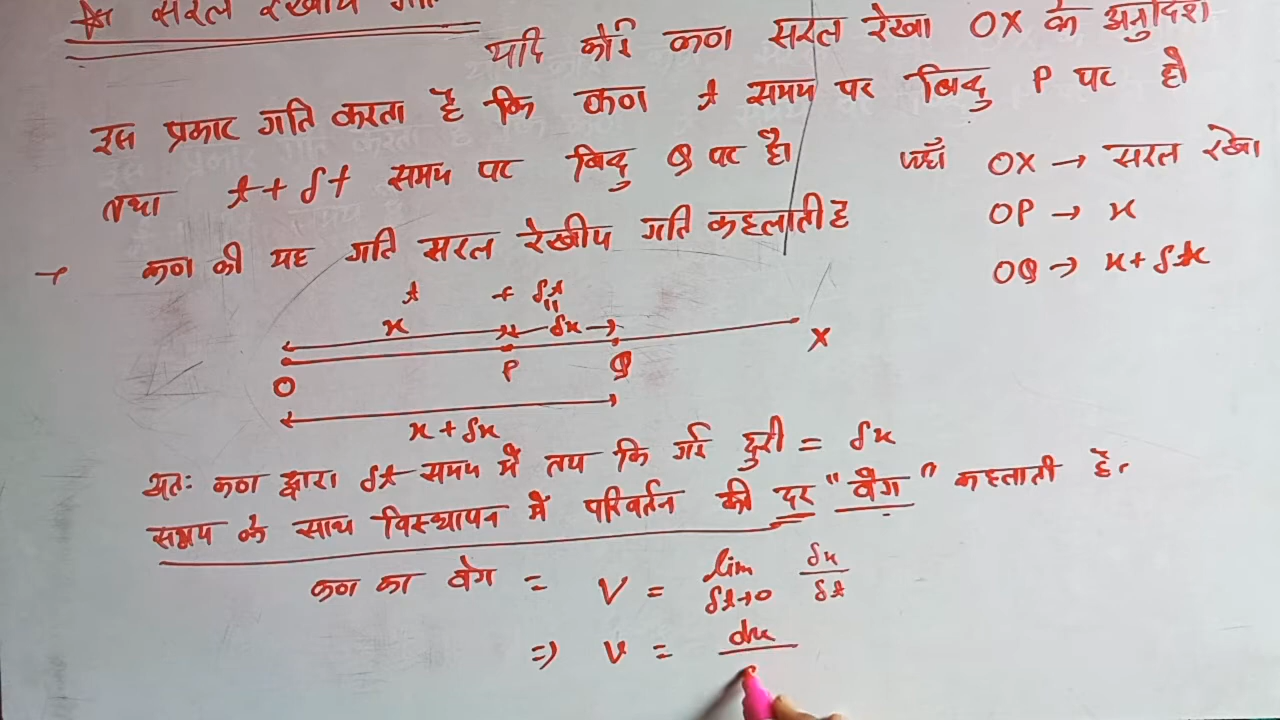 * सरल रेखीय गति
यदि कोई कण सरल रेखा OX के अनुदिश
इस प्रकार गति करता है कि कण t समय पर बिंदु P पर हो
तथा t + δt समय पर बिंदु Q पर है।
जहाँ OX → सरल रेखा
OP → x
OQ → x + δx
→ कण की यह गति सरल रेखीय गति कहलाती है
t + δt
x δx
O P Q X
x + δx
अतः कण द्वारा δt समय में तय कि गई दुरी = δx
समय के साथ विस्थापन में परिवर्तन की दर "वेग" कहलाती है.
कण का वेग = V = lim δt→0 δx/δt
⇒ V = dx